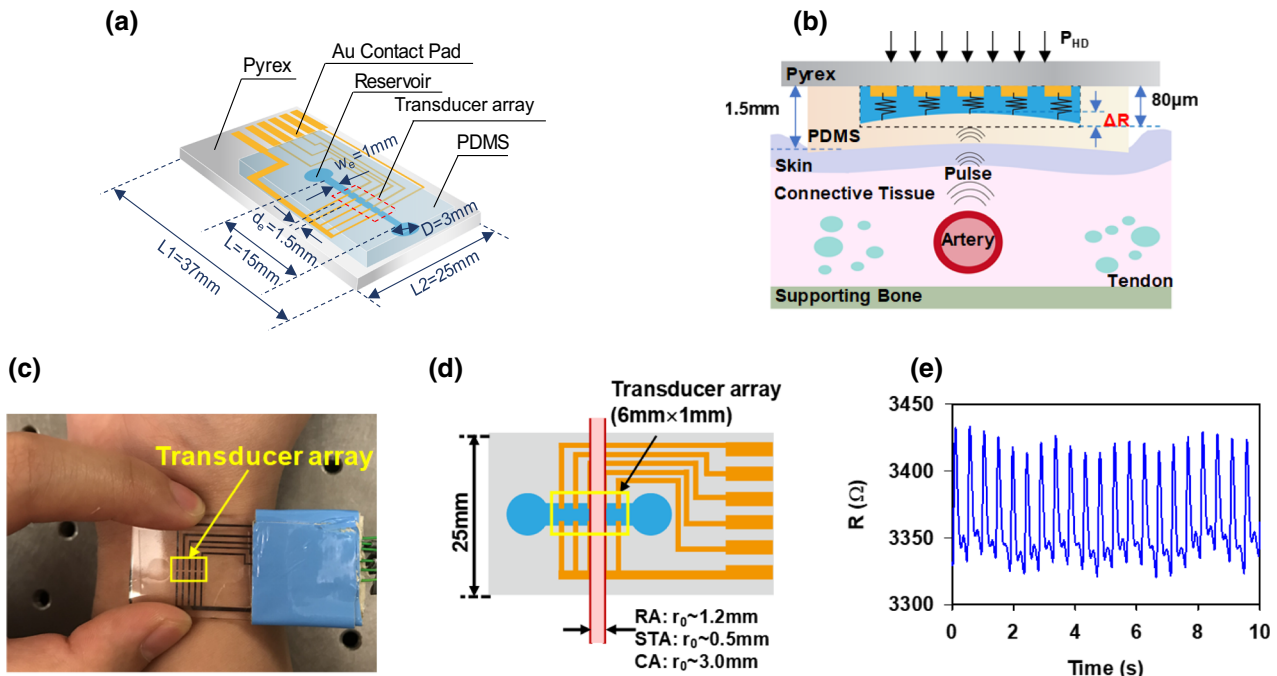 (a)
Au Contact Pad
Reservoir
Pyrex
Transducer array
PDMS
wₑ=1mm
dₑ=1.5mm
D=3mm
L=15mm
L1=37mm
L2=25mm
(b)
P_HD
Pyrex
1.5mm
80μm
ΔR
PDMS
Skin
Pulse
Connective Tissue
Artery
Tendon
Supporting Bone
(c)
Transducer array
(d)
Transducer array
(6mm×1mm)
25mm
RA: r₀~1.2mm
STA: r₀~0.5mm
CA: r₀~3.0mm
(e)
3450
3400
3350
3300
R (Ω)
0 2 4 6 8 10
Time (s)